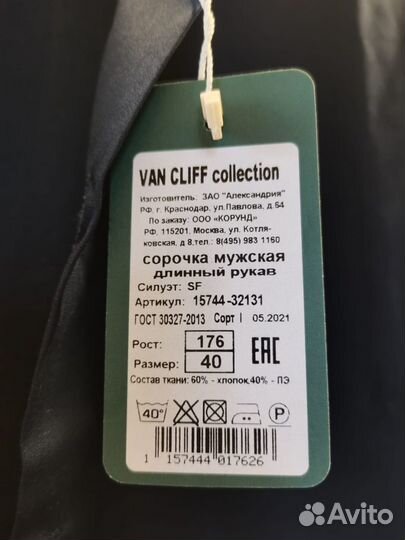 VAN CLIFF collection
Изготовитель: ЗАО "Александрия"
РФ, г. Краснодар, ул.Павлова, д.64
По заказу: ООО «КОРУНД»
РФ, 115201, Москва, ул. Котля-
ковская, д.8,тел.: 8(495) 983 1160
сорочка мужская
длинный рукав
Силуэт: SF
Артикул: 15744-32131
ГОСТ 30327-2013 Сорт I 05.2021
Рост: 176
Размер: 40
ЕАС
Состав ткани: 60% - хлопок,40% - ПЭ
40° P
1 157444 017626
Avito